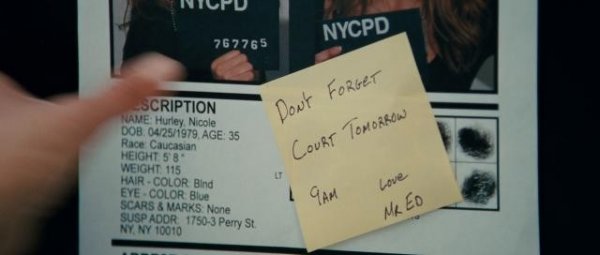 NYCPD
767765
NYCPD
DESCRIPTION
NAME: Hurley, Nicole
DOB: 04/25/1979, AGE: 35
Race: Caucasian
HEIGHT: 5' 8"
WEIGHT: 115
HAIR - COLOR: Blnd
EYE - COLOR: Blue
SCARS & MARKS: None
SUSP ADDR: 1750-3 Perry St.
NY, NY 10010
LT
DONT FORGET
COURT TOMORROW
9AM LOVE
MR ED